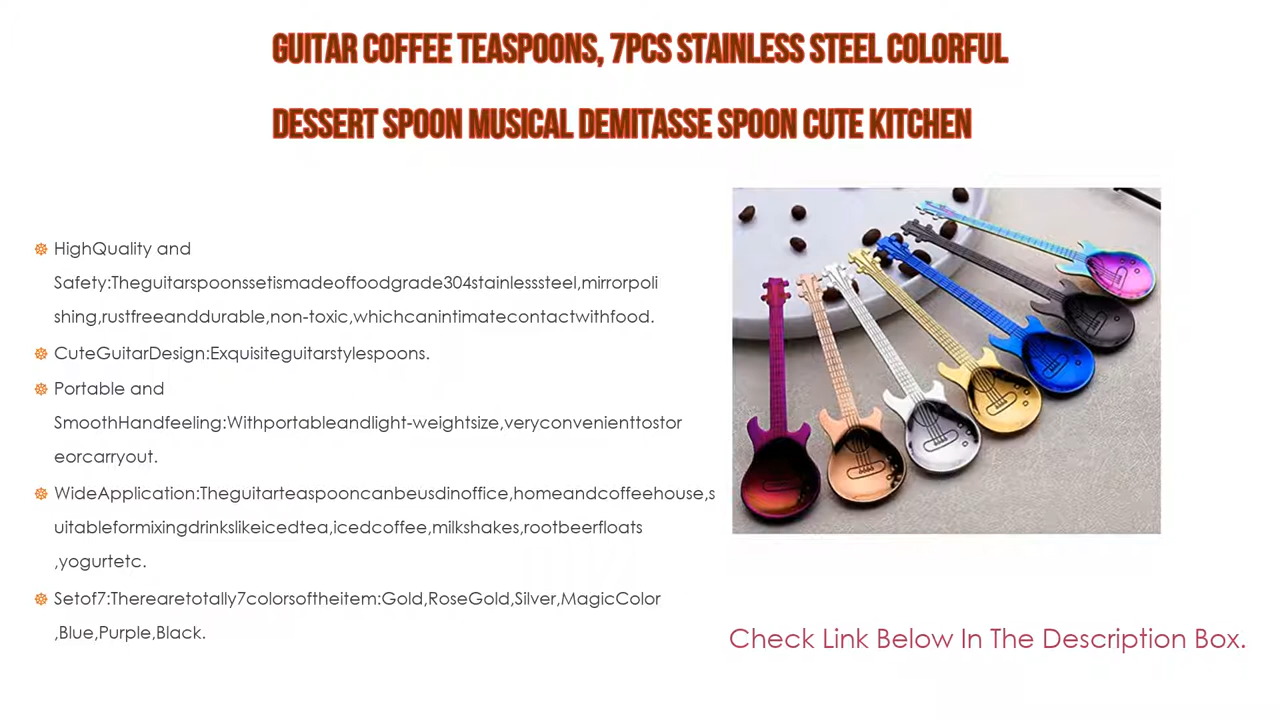 GUITAR COFFEE TEASPOONS, 7PCS STAINLESS STEEL COLORFUL
DESSERT SPOON MUSICAL DEMITASSE SPOON CUTE KITCHEN
HighQuality and
Safety:Theguitarspoonssetismadeoffoodgrade304stainlesssteel,mirrorpoli
shing,rustfreeanddurable,non-toxic,whichcanintimatecontactwithfood.
CuteGuitarDesign:Exquisiteguitarstylespoons.
Portable and
SmoothHandfeeling:Withportableandlight-weightsize,veryconvenienttostor
eorcarryout.
WideApplication:Theguitarteaspooncanbeusdinoffice,homeandcoffeehouse,s
uitableformixingdrinkslikeicedtea,icedcoffee,milkshakes,rootbeerfloats
,yogurtetc.
Setof7:Therearetotally7colorsoftheitem:Gold,RoseGold,Silver,MagicColor
,Blue,Purple,Black.
Check Link Below In The Description Box.